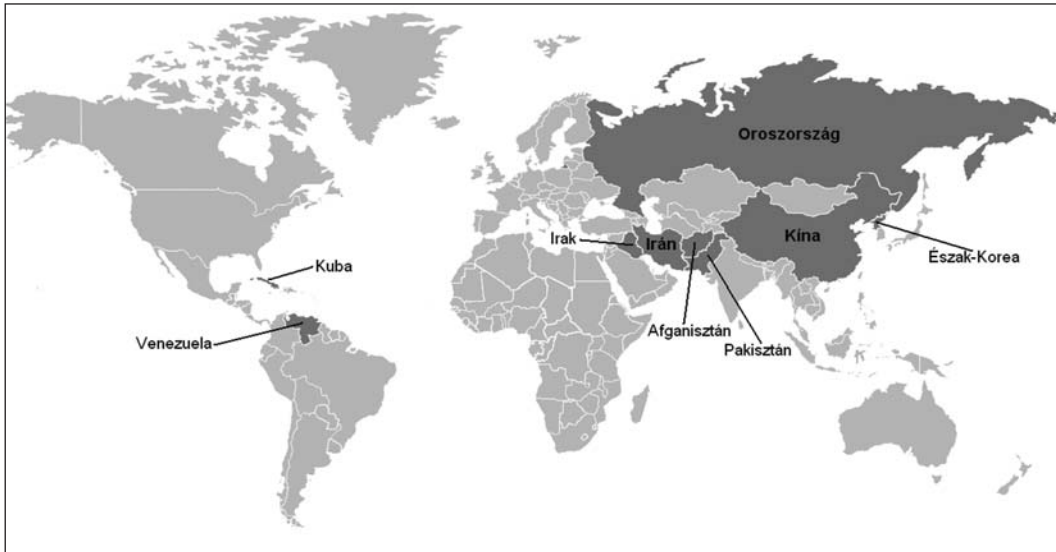 Oroszország
Kína
Irak
Irán
Észak-Korea
Kuba
Afganisztán
Pakisztán
Venezuela